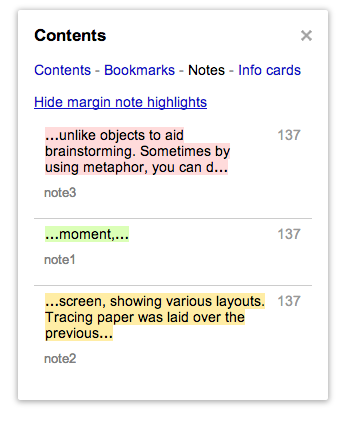 Contents ×
Contents - Bookmarks - Notes - Info cards
Hide margin note highlights
...unlike objects to aid 137
brainstorming. Sometimes by
using metaphor, you can d...
note3
...moment,... 137
note1
...screen, showing various layouts. 137
Tracing paper was laid over the
previous...
note2